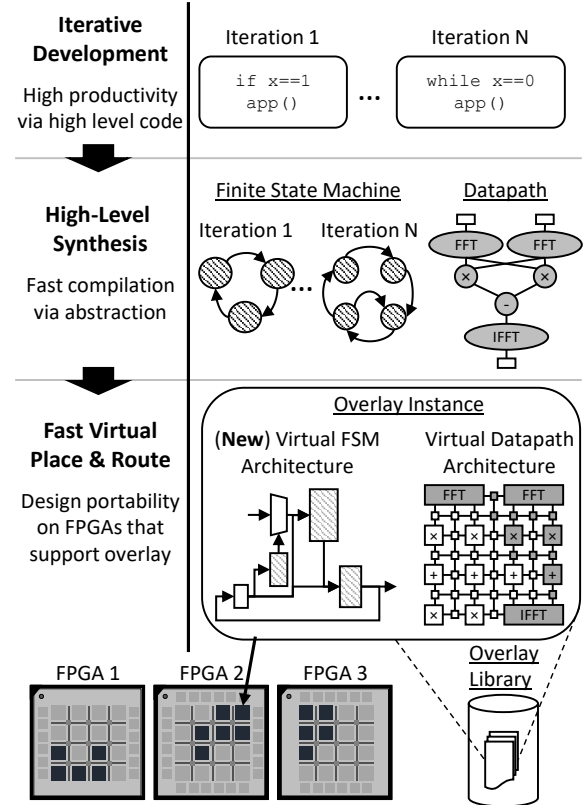 Iterative
Development
High productivity
via high level code
Iteration 1
if x==1
app()
...
Iteration N
while x==0
app()
High-Level
Synthesis
Fast compilation
via abstraction
Finite State Machine
Iteration 1
...
Iteration N
Datapath
FFT FFT
× ×
-
IFFT
Fast Virtual
Place & Route
Design portability
on FPGAs that
support overlay
Overlay Instance
(New) Virtual FSM
Architecture
Virtual Datapath
Architecture
FFT FFT
× × × ×
+ + + +
× × IFFT
FPGA 1 FPGA 2 FPGA 3
Overlay
Library